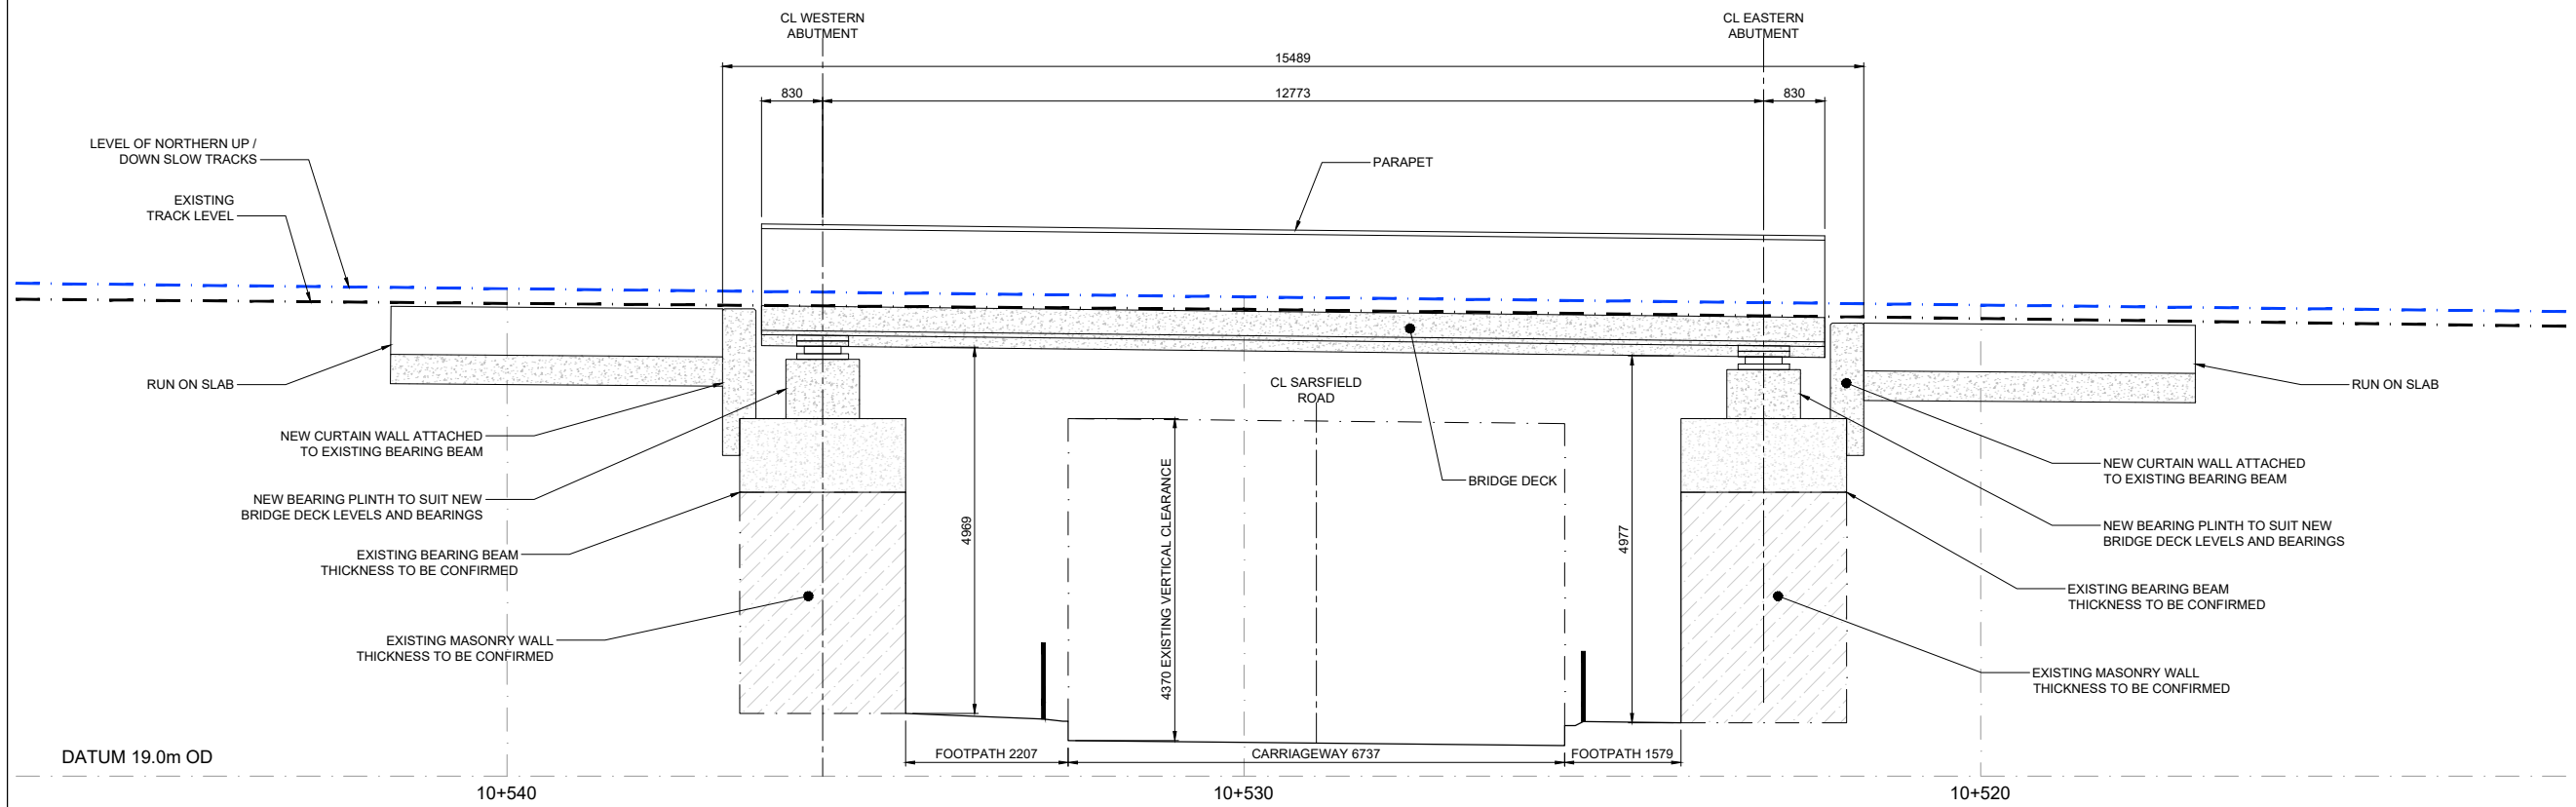 CL WESTERN
ABUTMENT
CL EASTERN
ABUTMENT
15489
830
12773
830
LEVEL OF NORTHERN UP /
DOWN SLOW TRACKS
PARAPET
EXISTING
TRACK LEVEL
RUN ON SLAB
CL SARSFIELD
ROAD
RUN ON SLAB
NEW CURTAIN WALL ATTACHED
TO EXISTING BEARING BEAM
BRIDGE DECK
NEW CURTAIN WALL ATTACHED
TO EXISTING BEARING BEAM
NEW BEARING PLINTH TO SUIT NEW
BRIDGE DECK LEVELS AND BEARINGS
4969
4370 EXISTING VERTICAL CLEARANCE
4977
NEW BEARING PLINTH TO SUIT NEW
BRIDGE DECK LEVELS AND BEARINGS
EXISTING BEARING BEAM
THICKNESS TO BE CONFIRMED
EXISTING BEARING BEAM
THICKNESS TO BE CONFIRMED
EXISTING MASONRY WALL
THICKNESS TO BE CONFIRMED
EXISTING MASONRY WALL
THICKNESS TO BE CONFIRMED
DATUM 19.0m OD
FOOTPATH 2207
CARRIAGEWAY 6737
FOOTPATH 1579
10+540
10+530
10+520